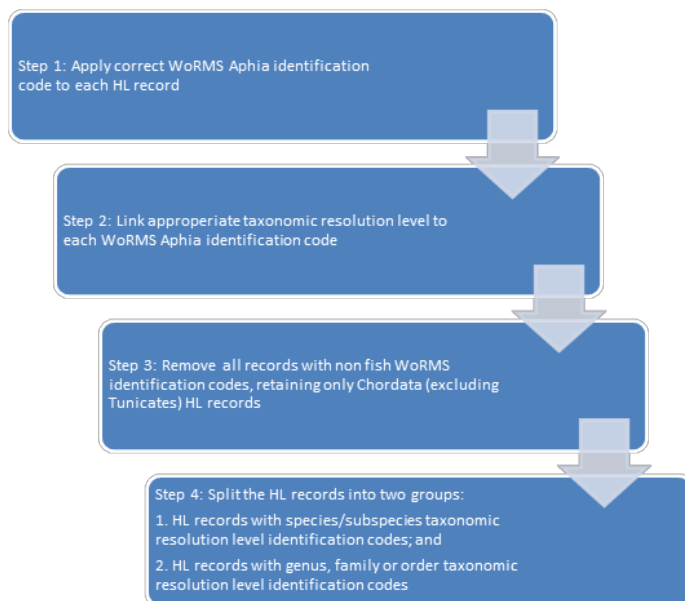 Step 1: Apply correct WoRMS Aphia identification
code to each HL record
Step 2: Link approperiate taxonomic resolution level to
each WoRMS Aphia identification code
Step 3: Remove all records with non fish WoRMS
identification codes, retaining only Chordata (excluding
Tunicates) HL records
Step 4: Split the HL records into two groups:
1. HL records with species/subspecies taxonomic
resolution level identification codes; and
2. HL records with genus, family or order taxonomic
resolution level identification codes